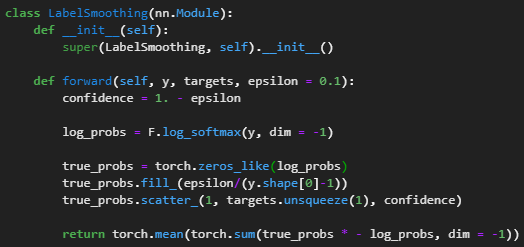 class LabelSmoothing(nn.Module):
    def __init__(self):
        super(LabelSmoothing, self).__init__()
    def forward(self, y, targets, epsilon = 0.1):
        confidence = 1. - epsilon
        log_probs = F.log_softmax(y, dim = -1)
        true_probs = torch.zeros_like(log_probs)
        true_probs.fill_(epsilon/(y.shape[0]-1))
        true_probs.scatter_(1, targets.unsqueeze(1), confidence)
        return torch.mean(torch.sum(true_probs * - log_probs, dim = -1))